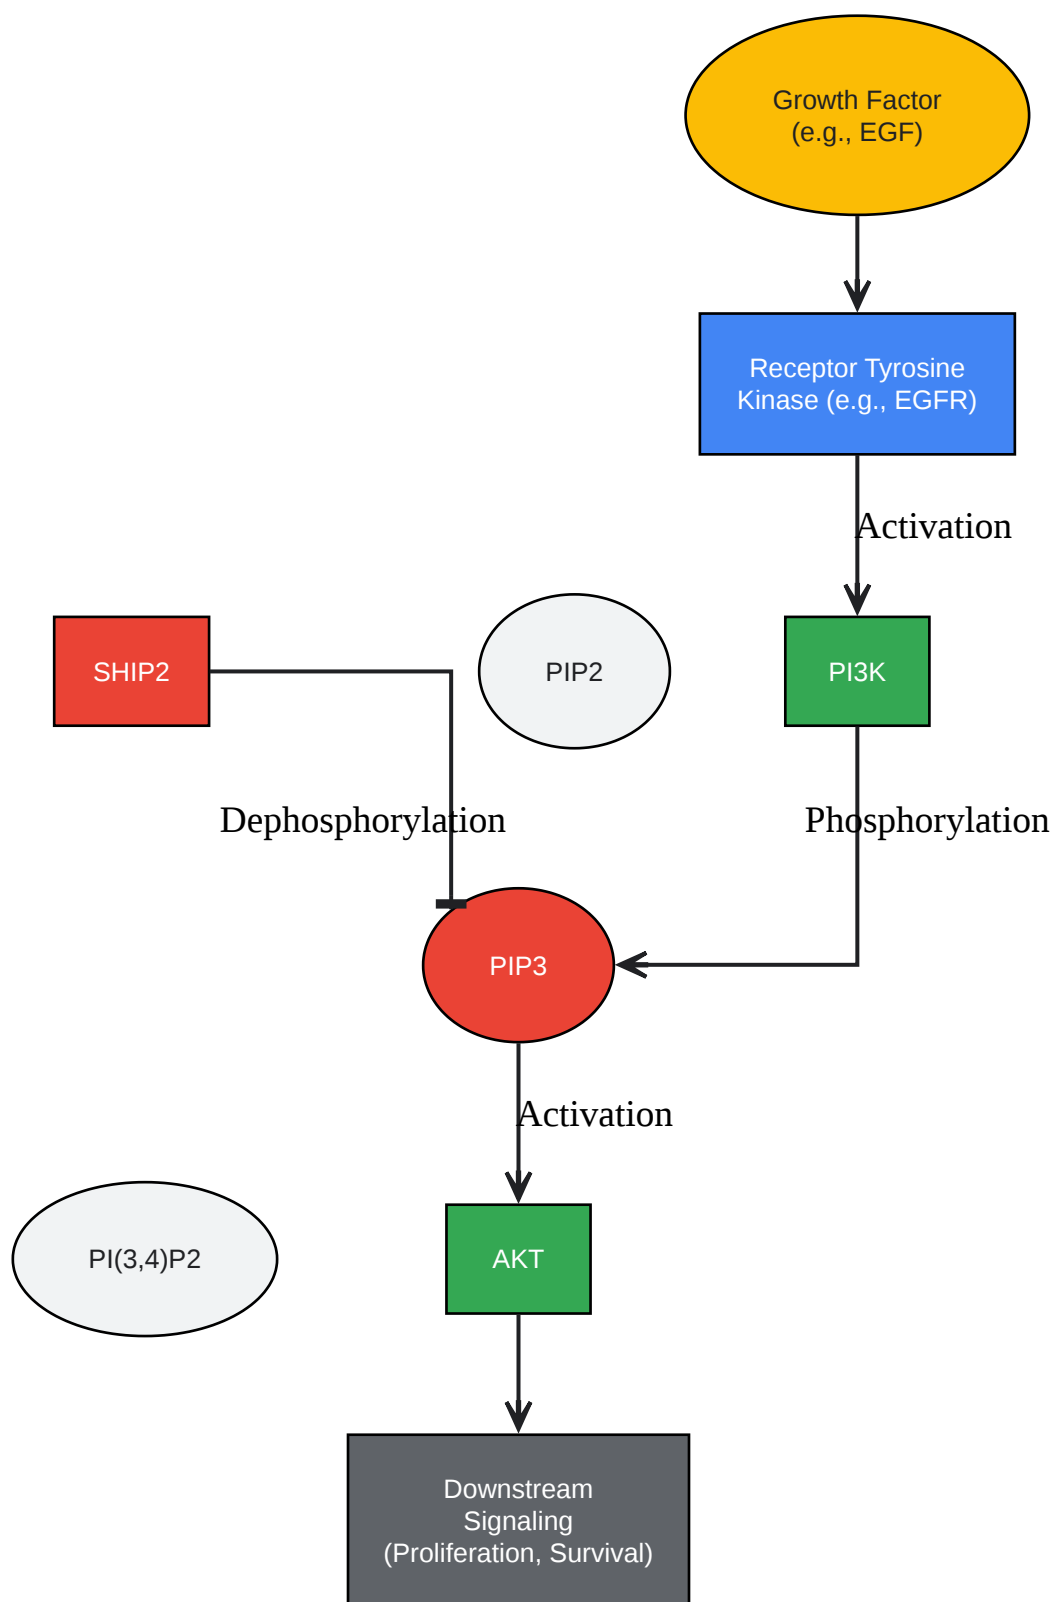 Growth Factor
(e.g., EGF)
Receptor Tyrosine
Kinase (e.g., EGFR)
Activation
SHIP2
PIP2
PI3K
Dephosphorylation
Phosphorylation
PIP3
Activation
PI(3,4)P2
AKT
Downstream
Signaling
(Proliferation, Survival)